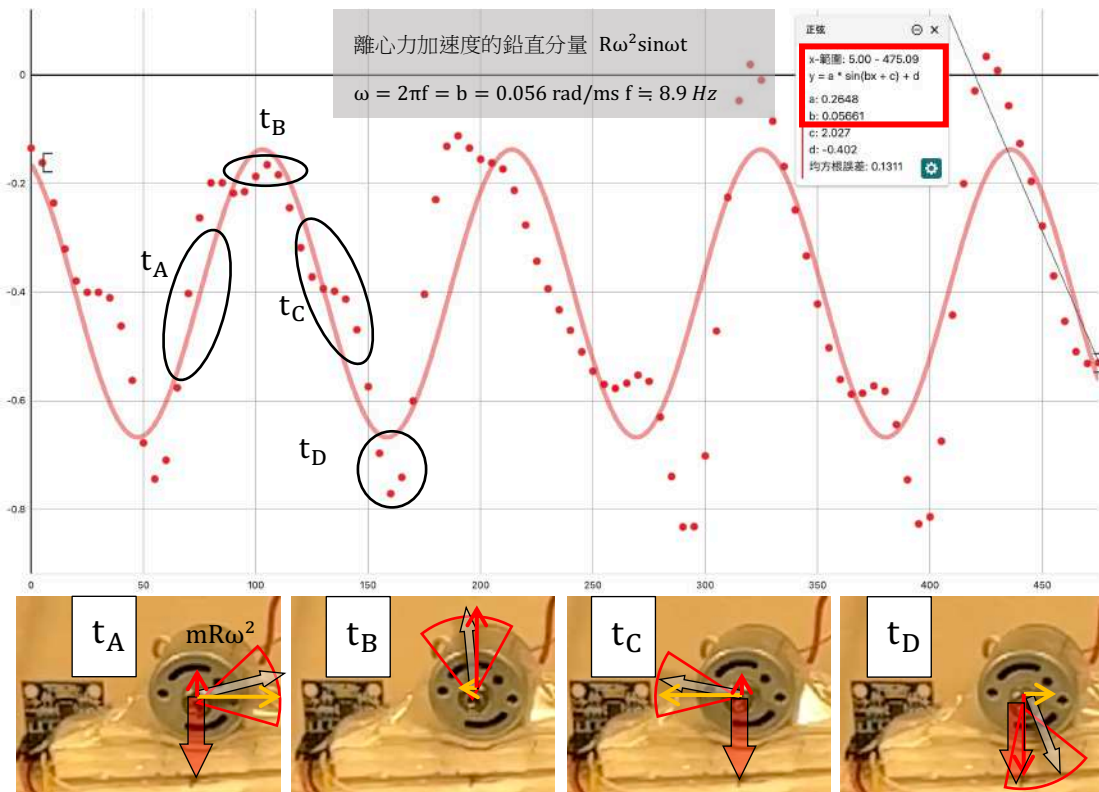 離心力加速度的鉛直分量 Rω²sinωt
ω = 2πf = b = 0.056 rad/ms f ≒ 8.9 Hz
正弦
x-範圍: 5.00 - 475.09
y = a * sin(bx + c) + d
a: 0.2648
b: 0.05661
c: 2.027
d: -0.402
均方根誤差: 0.1311
0
-0.2
-0.4
-0.6
-0.8
t_B
t_A
t_C
t_D
0 50 100 150 200 250 300 350 400 450
t_A
mRω²
t_B
t_C
t_D